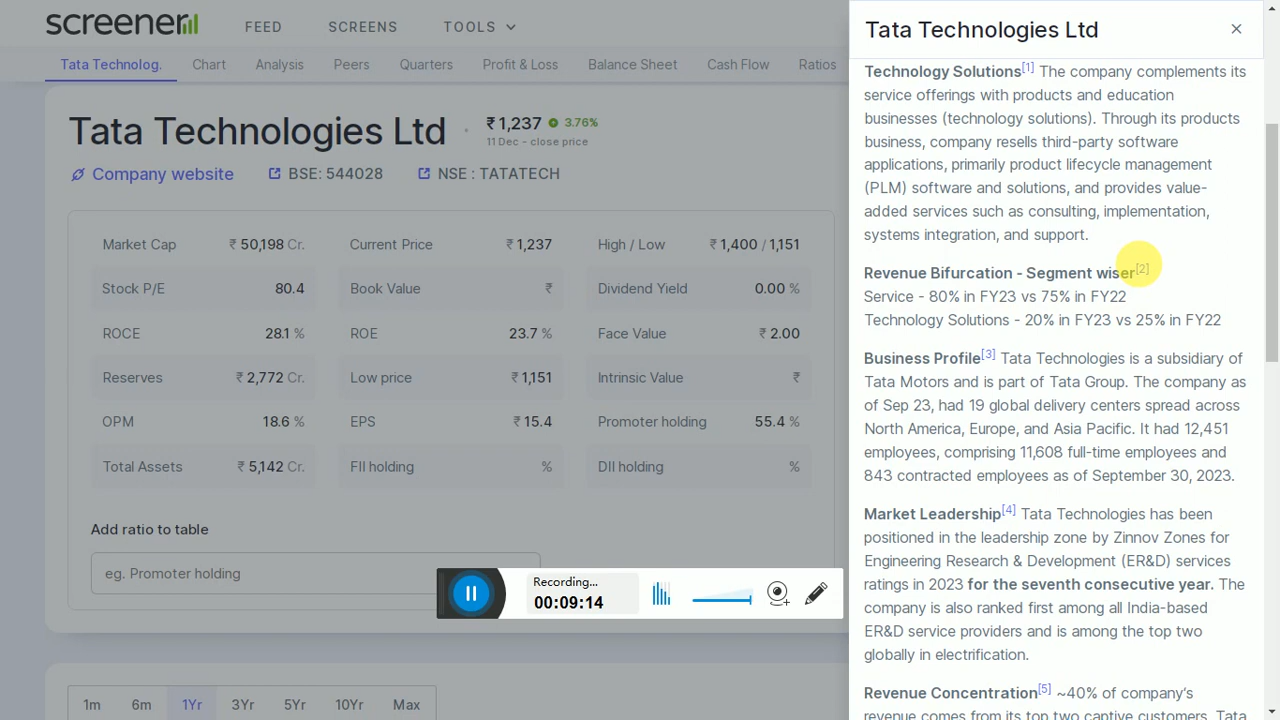 screener
FEED
SCREENS
TOOLS
Tata Technolog.
Chart
Analysis
Peers
Quarters
Profit & Loss
Balance Sheet
Cash Flow
Ratios
Tata Technologies Ltd
₹ 1,237
3.76%
11 Dec - close price
Company website
BSE: 544028
NSE : TATATECH
Market Cap ₹ 50,198 Cr.
Current Price ₹ 1,237
High / Low ₹ 1,400 / 1,151
Stock P/E 80.4
Book Value ₹
Dividend Yield 0.00 %
ROCE 28.1 %
ROE 23.7 %
Face Value ₹ 2.00
Reserves ₹ 2,772 Cr.
Low price ₹ 1,151
Intrinsic Value ₹
OPM 18.6 %
EPS ₹ 15.4
Promoter holding 55.4 %
Total Assets ₹ 5,142 Cr.
FII holding %
DII holding %
Add ratio to table
eg. Promoter holding
Recording...
00:09:14
1m 6m 1Yr 3Yr 5Yr 10Yr Max
Tata Technologies Ltd
Technology Solutions[1] The company complements its
service offerings with products and education
businesses (technology solutions). Through its products
business, company resells third-party software
applications, primarily product lifecycle management
(PLM) software and solutions, and provides value-
added services such as consulting, implementation,
systems integration, and support.
Revenue Bifurcation - Segment wiser[2]
Service - 80% in FY23 vs 75% in FY22
Technology Solutions - 20% in FY23 vs 25% in FY22
Business Profile[3] Tata Technologies is a subsidiary of
Tata Motors and is part of Tata Group. The company as
of Sep 23, had 19 global delivery centers spread across
North America, Europe, and Asia Pacific. It had 12,451
employees, comprising 11,608 full-time employees and
843 contracted employees as of September 30, 2023.
Market Leadership[4] Tata Technologies has been
positioned in the leadership zone by Zinnov Zones for
Engineering Research & Development (ER&D) services
ratings in 2023 for the seventh consecutive year. The
company is also ranked first among all India-based
ER&D service providers and is among the top two
globally in electrification.
Revenue Concentration[5] ~40% of company's
revenue comes from its top two captive customers, Tata